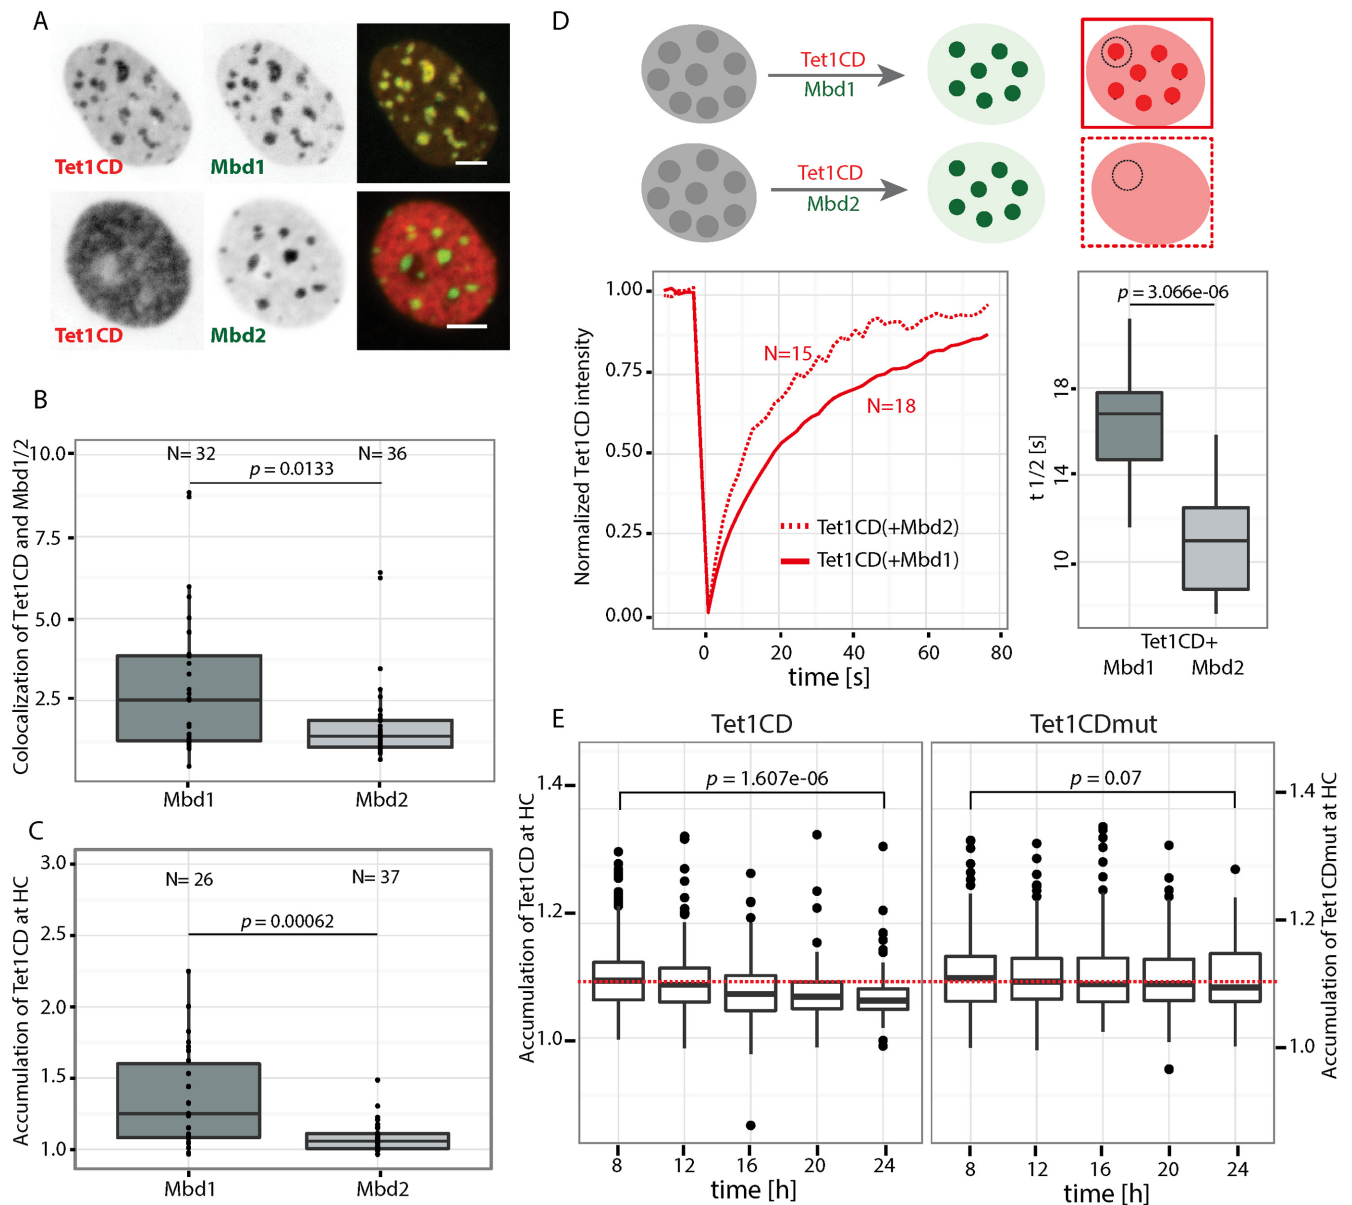 A
Tet1CD
Mbd1
Tet1CD
Mbd2
B
Colocalization of Tet1CD and Mbd1/2
10.0
7.5
5.0
2.5
N= 32
N= 36
p = 0.0133
Mbd1
Mbd2
C
Accumulation of Tet1CD at HC
3.0
2.5
2.0
1.5
1.0
N= 26
N= 37
p = 0.00062
Mbd1
Mbd2
D
Tet1CD
Mbd1
Tet1CD
Mbd2
Normalized Tet1CD intensity
1.00
0.75
0.50
0.25
0.00
N=15
N=18
Tet1CD(+Mbd2)
Tet1CD(+Mbd1)
0
20
40
60
80
time [s]
p = 3.066e-06
t 1/2 [s]
18
14
10
Tet1CD+
Mbd1
Mbd2
E
Tet1CD
Tet1CDmut
Accumulation of Tet1CD at HC
1.4
1.2
1.0
p = 1.607e-06
p = 0.07
1.4
1.2
1.0
Accumulation of Tet1CDmut at HC
8
12
16
20
24
time [h]
8
12
16
20
24
time [h]